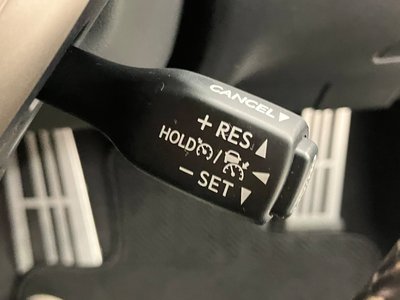 CANCEL
+ RES
HOLD /
- SET